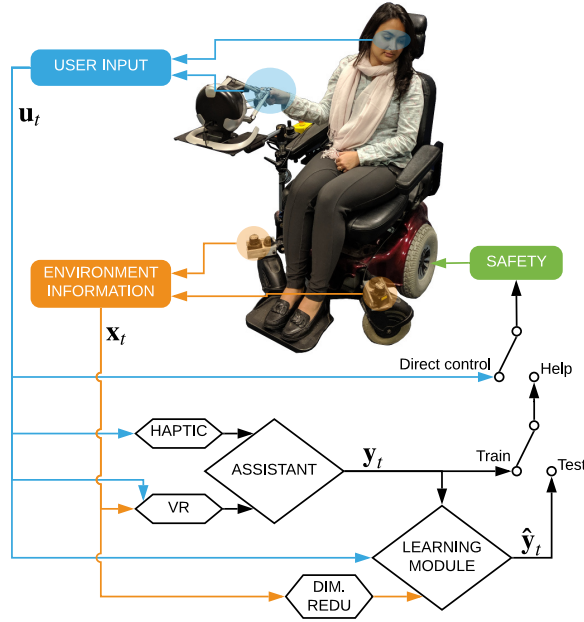 USER INPUT
u_t
ENVIRONMENT
INFORMATION
SAFETY
x_t
Direct control
Help
HAPTIC
ASSISTANT
y_t
Train
Test
VR
LEARNING
MODULE
ŷ_t
DIM.
REDU